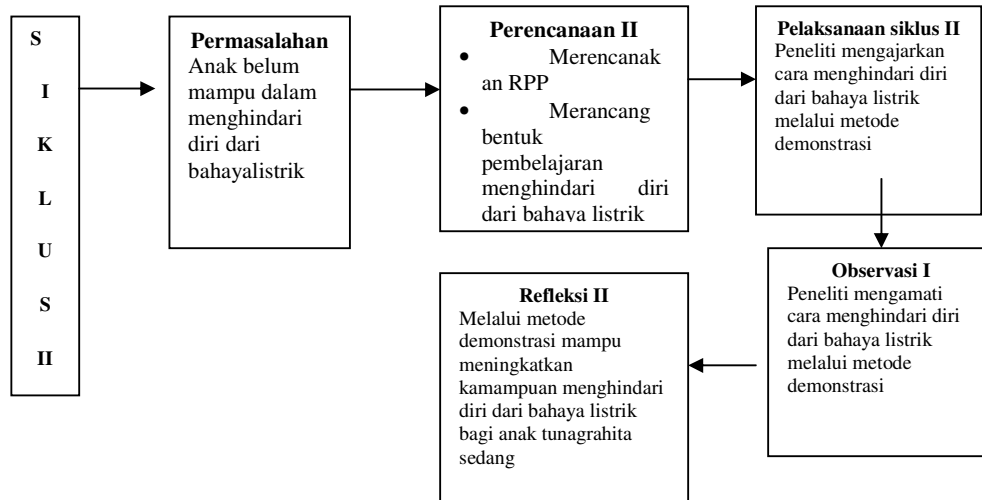 S
I
K
L
U
S
II
Permasalahan
Anak belum
mampu dalam
menghindari
diri dari
bahayalistrik
Perencanaan II
• Merencanak
an RPP
• Merancang
bentuk
pembelajaran
menghindari diri
dari bahaya listrik
Pelaksanaan siklus II
Peneliti mengajarkan
cara menghindari diri
dari bahaya listrik
melalui metode
demonstrasi
Observasi I
Peneliti mengamati
cara menghindari diri
dari bahaya listrik
melalui metode
demonstrasi
Refleksi II
Melalui metode
demonstrasi mampu
meningkatkan
kamampuan menghindari
diri dari bahaya listrik
bagi anak tunagrahita
sedang